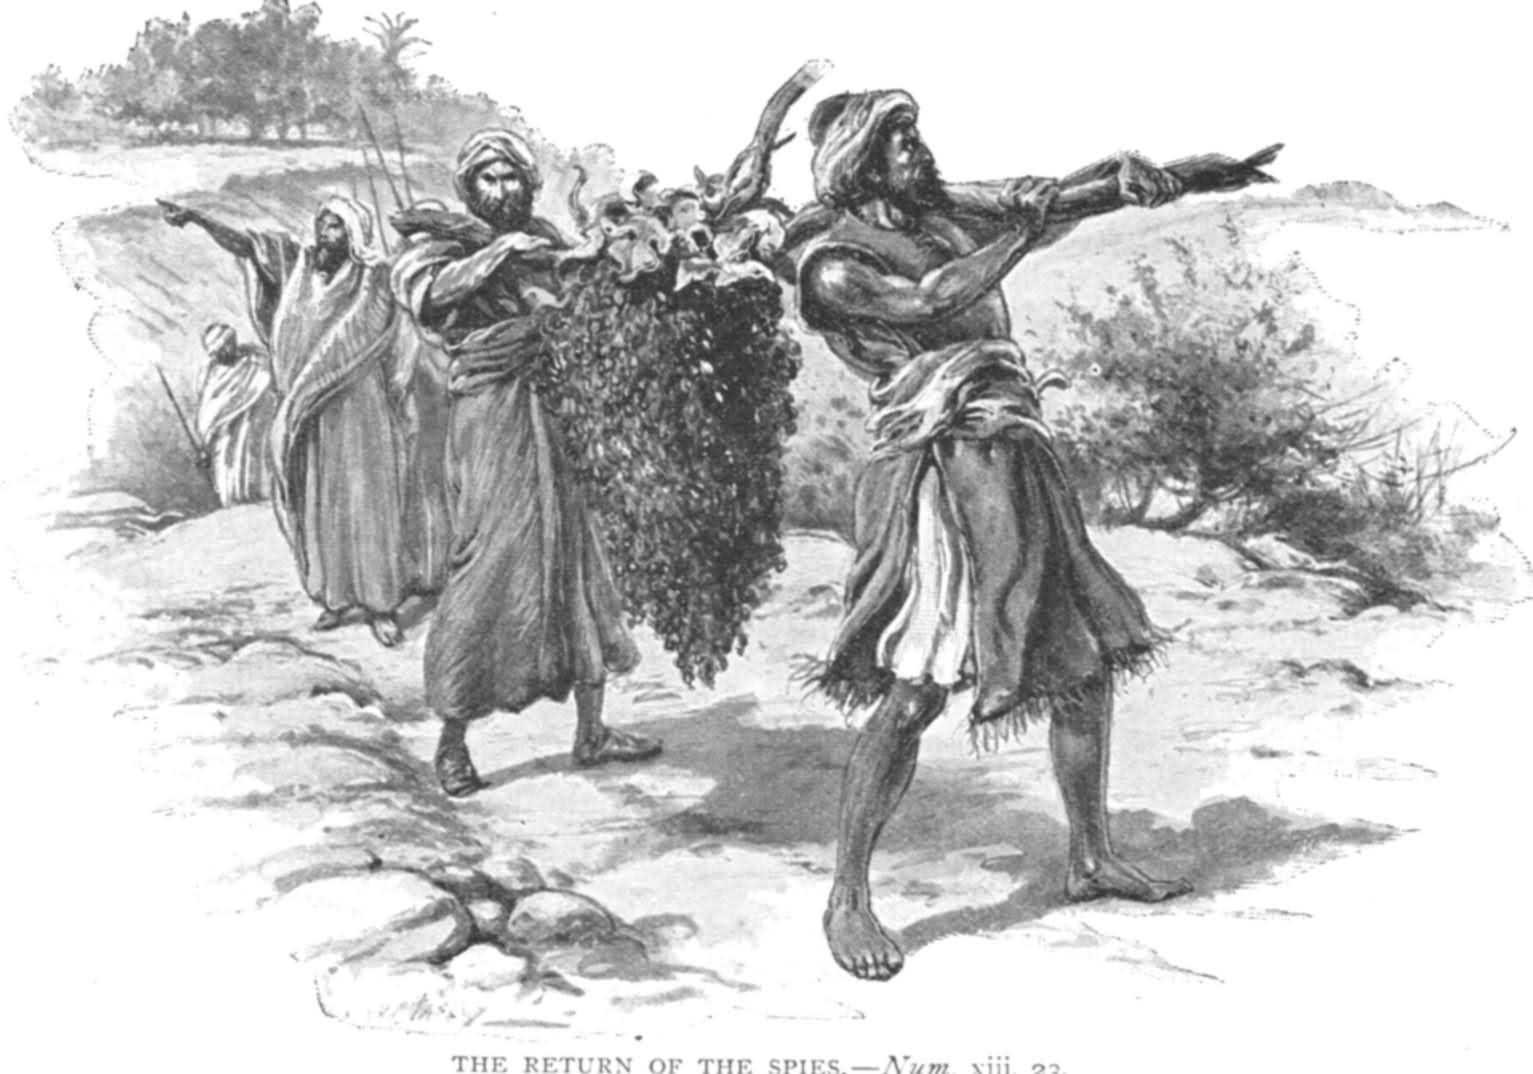 THE RETURN OF THE SPIES.—Num. xiii. 23.